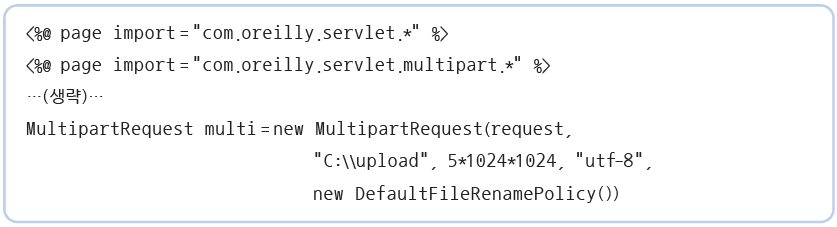 <%@ page import="com.oreilly.servlet.*" %>
<%@ page import="com.oreilly.servlet.multipart.*" %>
…(생략)…
MultipartRequest multi=new MultipartRequest(request,
"C:\\upload", 5*1024*1024, "utf-8",
new DefaultFileRenamePolicy())